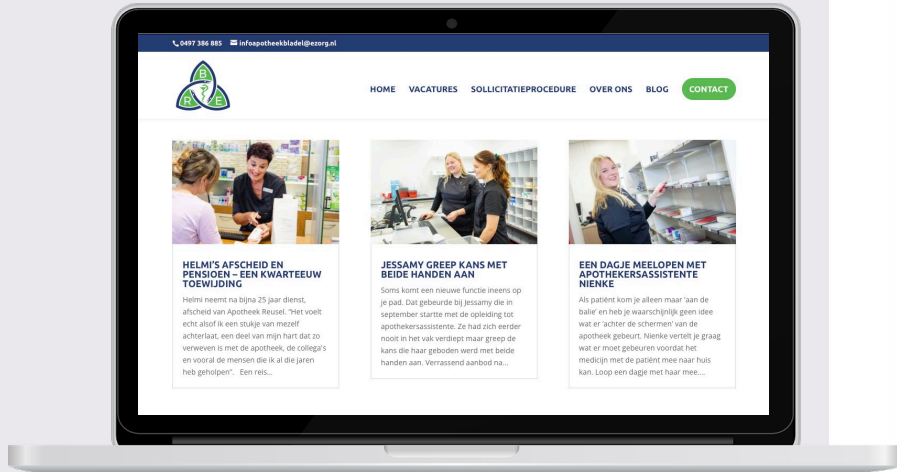 0497 386 885 infoapotheekbladel@ezorg.nl
B
R E
HOME VACATURES SOLLICITATIEPROCEDURE OVER ONS BLOG CONTACT
HELMI'S AFSCHEID EN
PENSIOEN – EEN KWARTEEUW
TOEWIJDING
Helmi neemt na bijna 25 jaar dienst,
afscheid van Apotheek Reusel. "Het voelt
echt alsof ik een stukje van mezelf
achterlaat, een deel van mijn hart dat zo
verweven is met de apotheek, de collega's
en vooral de mensen die ik al die jaren
heb geholpen". Een reis...
JESSAMY GREEP KANS MET
BEIDE HANDEN AAN
Soms komt een nieuwe functie ineens op
je pad. Dat gebeurde bij Jessamy die in
september startte met de opleiding tot
apothekersassistente. Ze had zich eerder
nooit in het vak verdiept maar greep de
kans die haar geboden werd met beide
handen aan. Verrassend aanbod na...
EEN DAGJE MEELOPEN MET
APOTHEKERSASSISTENTE
NIENKE
Als patiënt kom je alleen maar 'aan de
balie' en heb je waarschijnlijk geen idee
wat er 'achter de schermen' van de
apotheek gebeurt. Nienke vertelt je graag
wat er moet gebeuren voordat het
medicijn met de patiënt mee naar huis
kan. Loop een dagje met haar mee....